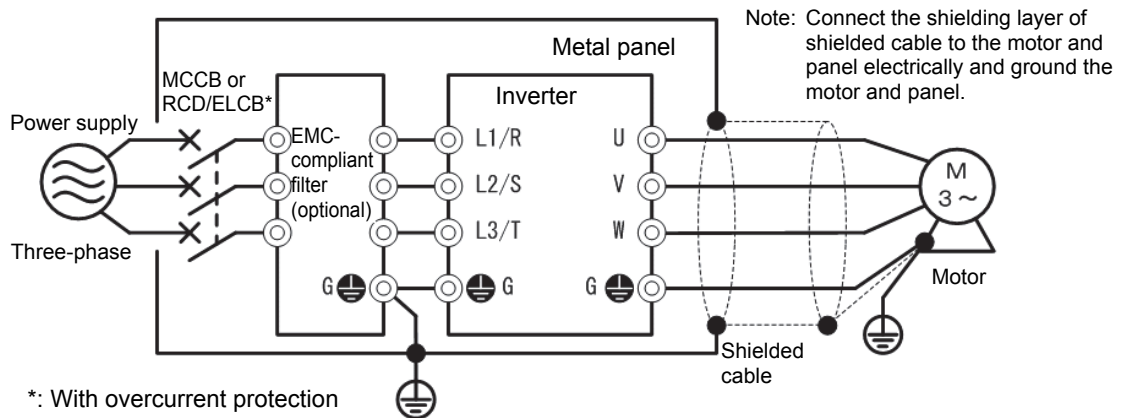 Note: Connect the shielding layer of
shielded cable to the motor and
panel electrically and ground the
motor and panel.
Metal panel
MCCB or
RCD/ELCB*
Inverter
Power supply
EMC-
compliant
filter
(optional)
L1/R
U
L2/S
V
L3/T
W
M
3~
Three-phase
G
G
G
Motor
Shielded
cable
*: With overcurrent protection